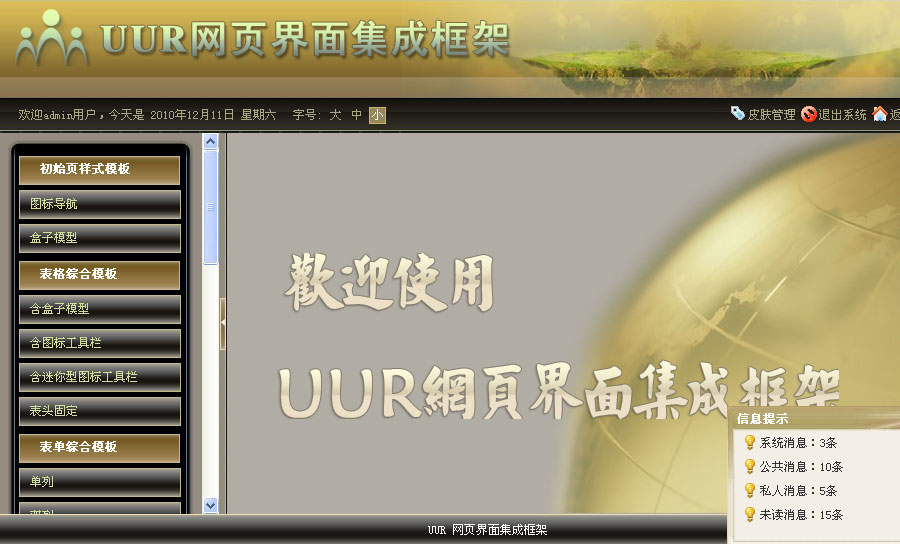 UUR网页界面集成框架
欢迎admin用户，今天是 2010年12月11日 星期六 字号: 大 中 小
皮肤管理 退出系统 返
初始页样式模板
图标导航
盒子模型
表格综合模板
含盒子模型
含图标工具栏
含迷你型图标工具栏
表头固定
表单综合模板
单列
歡迎使用
UUR網頁界面集成框架
信息提示
系统消息：3条
公共消息：10条
私人消息：5条
未读消息：15条
UUR 网页界面集成框架